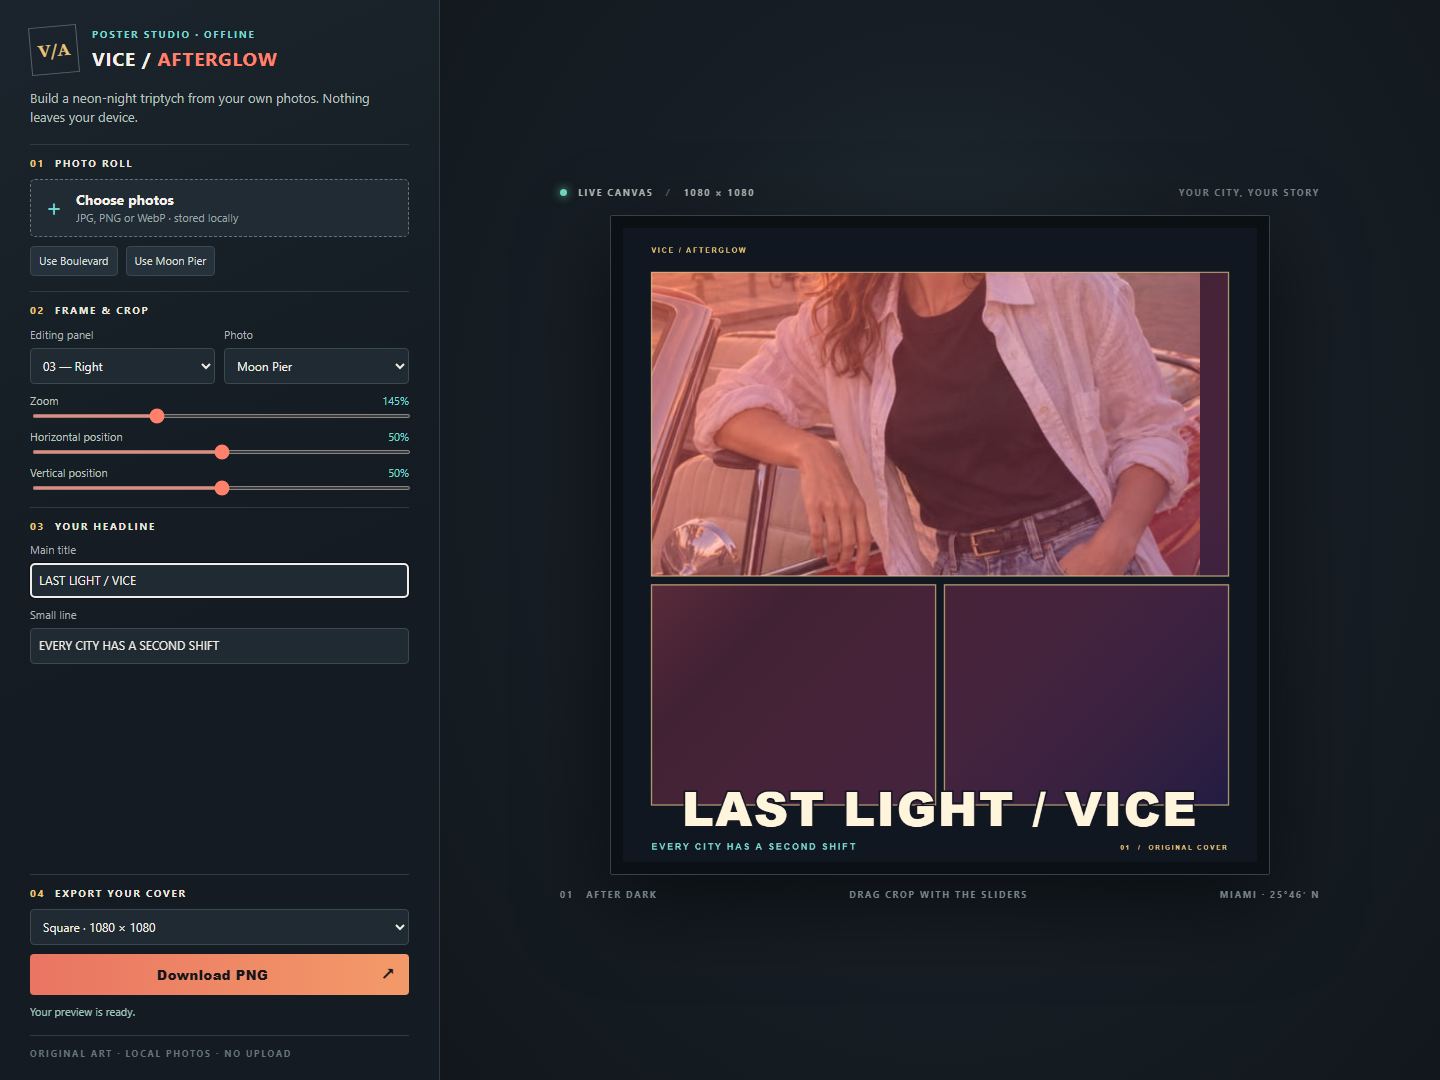 V/A
POSTER STUDIO • OFFLINE
VICE / AFTERGLOW
Build a neon-night triptych from your own photos. Nothing
leaves your device.
01 PHOTO ROLL
+ Choose photos
JPG, PNG or WebP · stored locally
Use Boulevard
Use Moon Pier
02 FRAME & CROP
Editing panel
Photo
03 — Right
Moon Pier
Zoom 145%
Horizontal position 50%
Vertical position 50%
03 YOUR HEADLINE
Main title
LAST LIGHT / VICE
Small line
EVERY CITY HAS A SECOND SHIFT
04 EXPORT YOUR COVER
Square · 1080 × 1080
Download PNG ↗
Your preview is ready.
ORIGINAL ART · LOCAL PHOTOS · NO UPLOAD
LIVE CANVAS / 1080 × 1080
YOUR CITY, YOUR STORY
VICE / AFTERGLOW
LAST LIGHT / VICE
EVERY CITY HAS A SECOND SHIFT
01 / ORIGINAL COVER
01 AFTER DARK
DRAG CROP WITH THE SLIDERS
MIAMI · 25°46' N